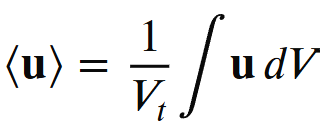 ⟨𝐮⟩ = 1/V_t ∫ 𝐮 dV